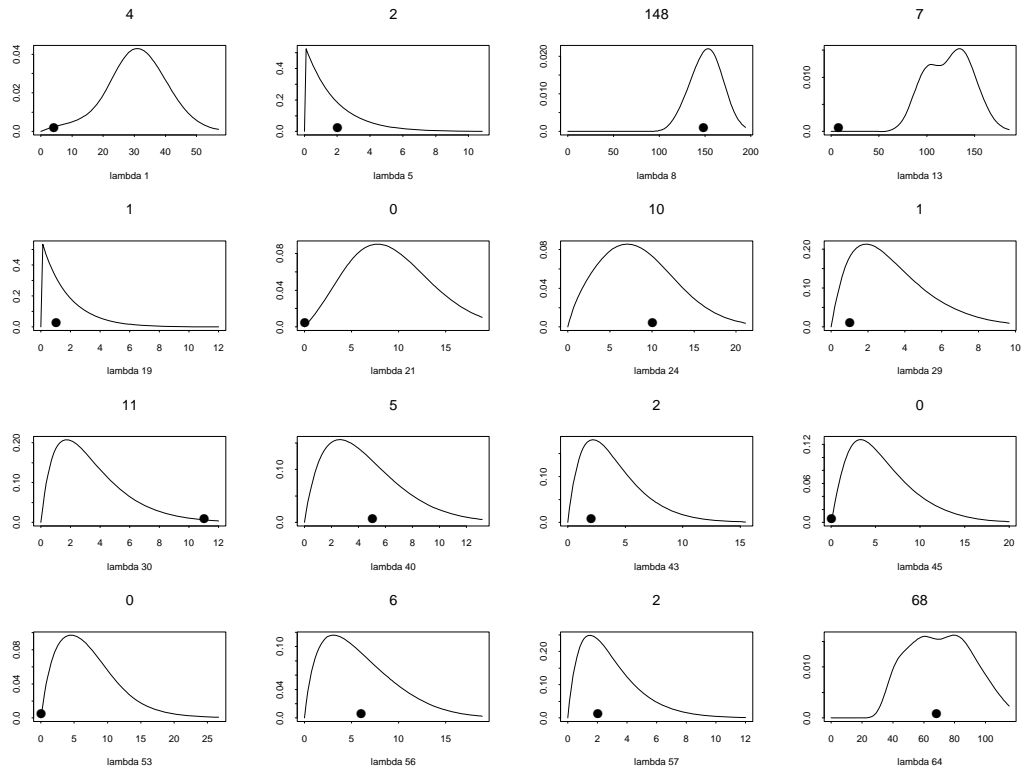 4
0.0 0.02 0.04
0 10 20 30 40 50
lambda 1
2
0.0 0.2 0.4
0 2 4 6 8 10
lambda 5
148
0.0 0.010 0.020
0 50 100 150 200
lambda 8
7
0.0 0.010
0 50 100 150
lambda 13
1
0.0 0.2 0.4
0 2 4 6 8 10 12
lambda 19
0
0.0 0.04 0.08
0 5 10 15
lambda 21
10
0.0 0.04 0.08
0 5 10 15 20
lambda 24
1
0.0 0.10 0.20
0 2 4 6 8 10
lambda 29
11
0.0 0.10 0.20
0 2 4 6 8 10 12
lambda 30
5
0.0 0.10
0 2 4 6 8 10 12
lambda 40
2
0.0 0.10
0 5 10 15
lambda 43
0
0.0 0.06 0.12
0 5 10 15 20
lambda 45
0
0.0 0.04 0.08
0 5 10 15 20 25
lambda 53
6
0.0 0.04 0.10
0 5 10 15
lambda 56
2
0.0 0.10 0.20
0 2 4 6 8 10 12
lambda 57
68
0.0 0.010
0 20 40 60 80 100
lambda 64